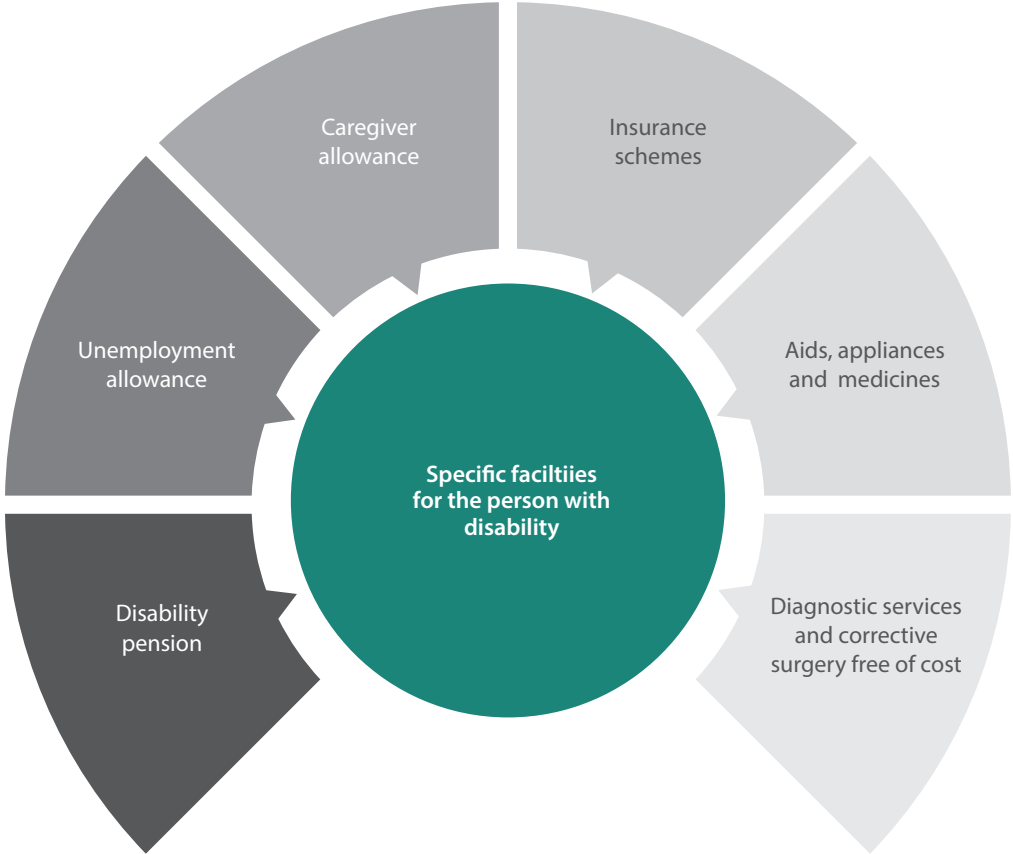 Caregiver
allowance
Insurance
schemes
Unemployment
allowance
Aids, appliances
and medicines
Specific faciltiies
for the person with
disability
Disability
pension
Diagnostic services
and corrective
surgery free of cost